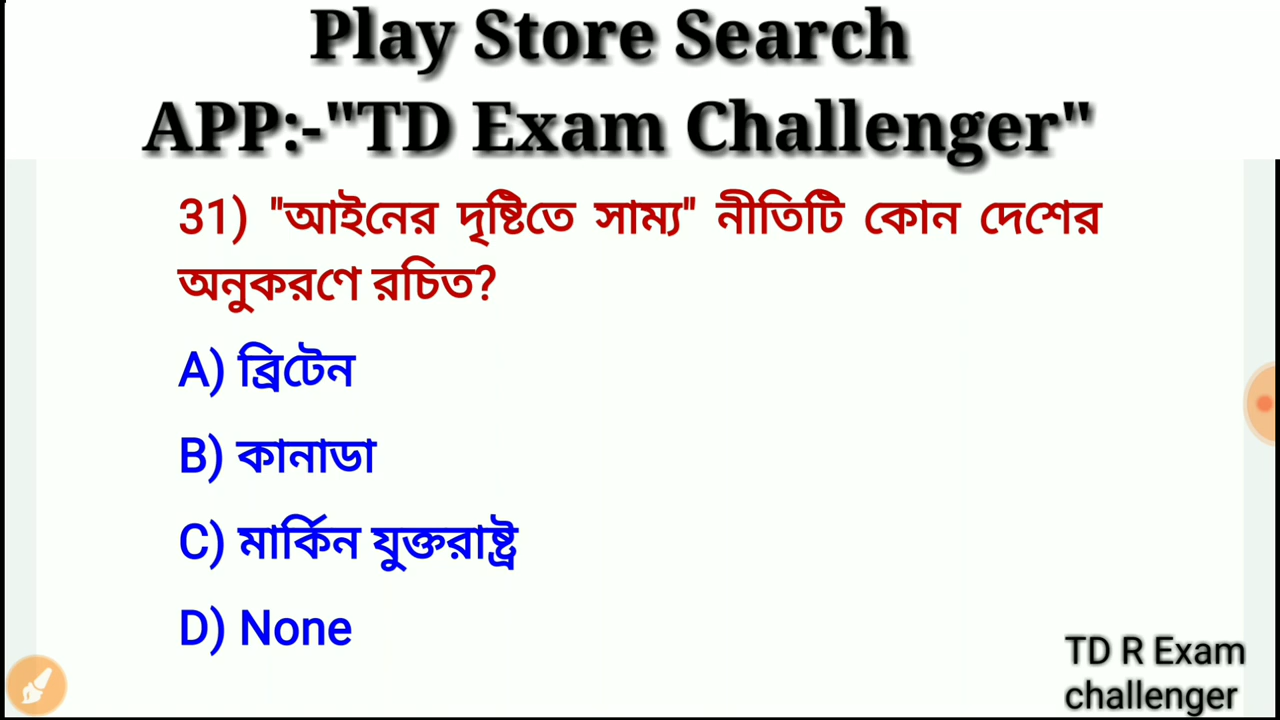 Play Store Search
APP:-"TD Exam Challenger"
31) "আইনের দৃষ্টিতে সাম্য" নীতিটি কোন দেশের
অনুকরণে রচিত?
A) ব্রিটেন
B) কানাডা
C) মার্কিন যুক্তরাষ্ট্র
D) None
TD R Exam
challenger